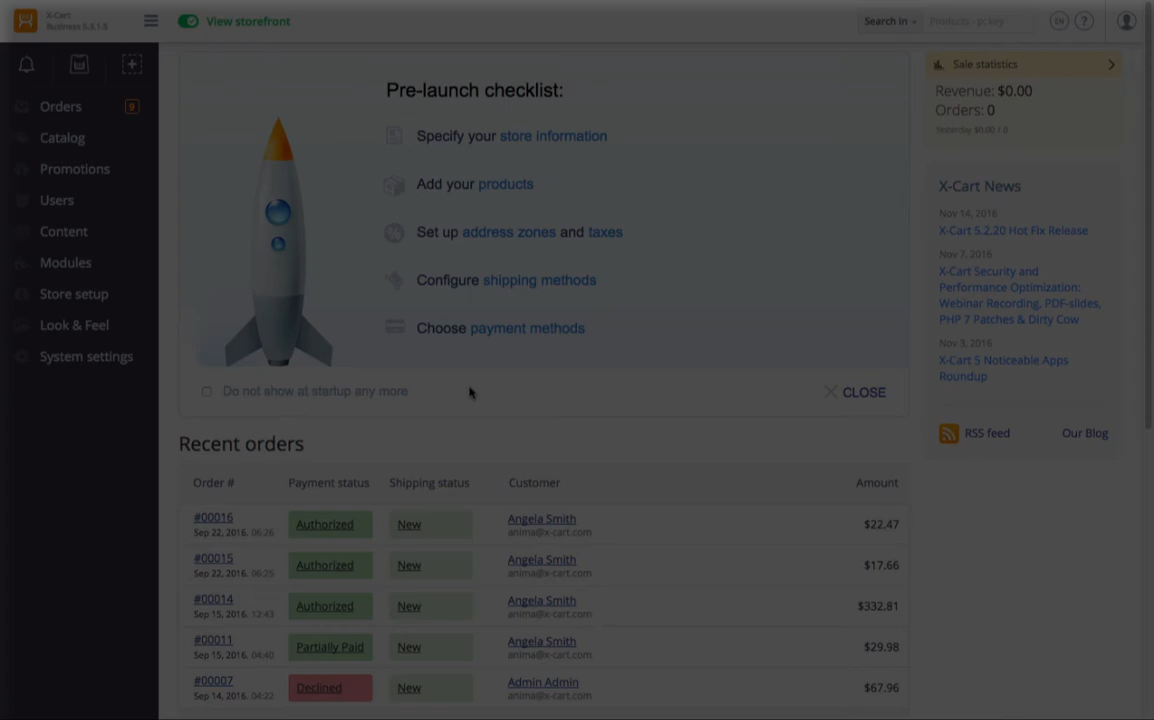 X-Cart
Business 5.3.1.5
View storefront
Search in
Products - pc key
EN
?
Orders 9
Catalog
Promotions
Users
Content
Modules
Store setup
Look & Feel
System settings
Pre-launch checklist:
Specify your store information
Add your products
Set up address zones and taxes
Configure shipping methods
Choose payment methods
Do not show at startup any more
CLOSE
Sale statistics
Revenue: $0.00
Orders: 0
Yesterday $0.00 / 0
X-Cart News
Nov 14, 2016
X-Cart 5.2.20 Hot Fix Release
Nov 7, 2016
X-Cart Security and
Performance Optimization:
Webinar Recording, PDF-slides,
PHP 7 Patches & Dirty Cow
Nov 3, 2016
X-Cart 5 Noticeable Apps
Roundup
RSS feed
Our Blog
Recent orders
Order # Payment status Shipping status Customer Amount
#00016 Authorized New Angela Smith $22.47
Sep 22, 2016, 06:26 anima@x-cart.com
#00015 Authorized New Angela Smith $17.66
Sep 22, 2016, 06:25 anima@x-cart.com
#00014 Authorized New Angela Smith $332.81
Sep 15, 2016, 12:43 anima@x-cart.com
#00011 Partially Paid New Angela Smith $29.98
Sep 15, 2016, 04:40 anima@x-cart.com
#00007 Declined New Admin Admin $67.96
Sep 14, 2016, 04:22 anima@x-cart.com